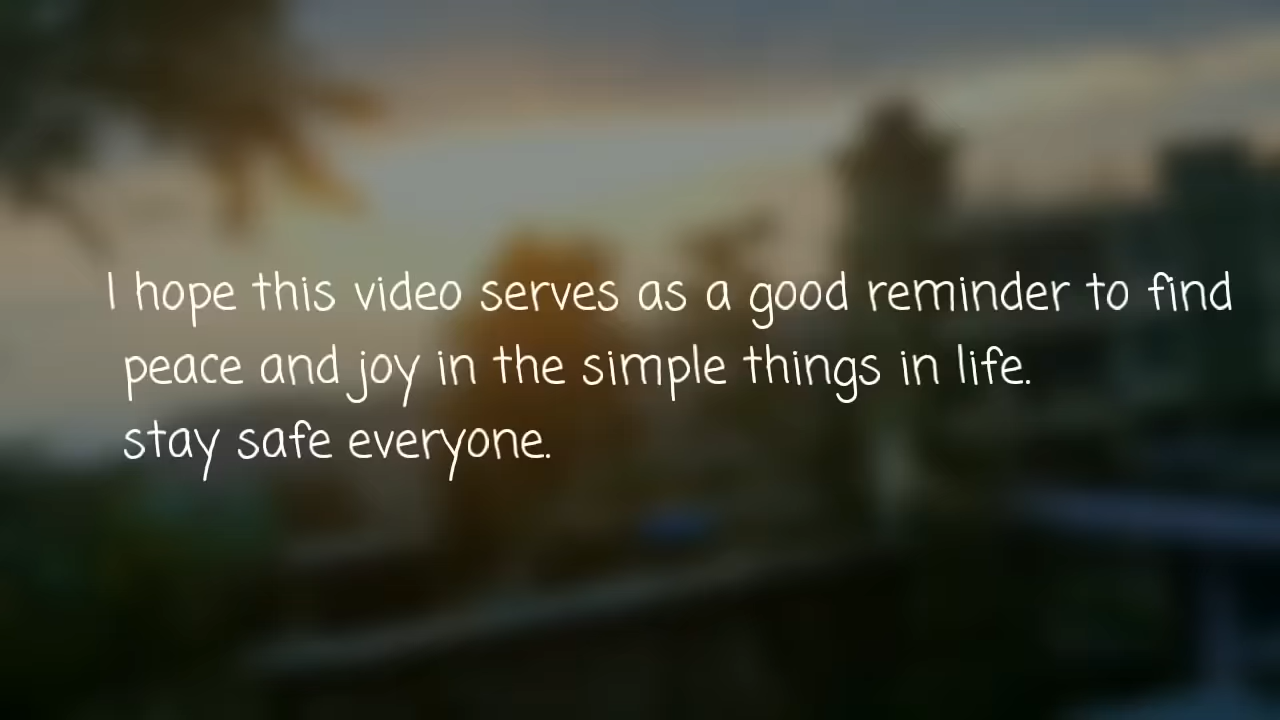 I hope this video serves as a good reminder to find
peace and joy in the simple things in life.
stay safe everyone.